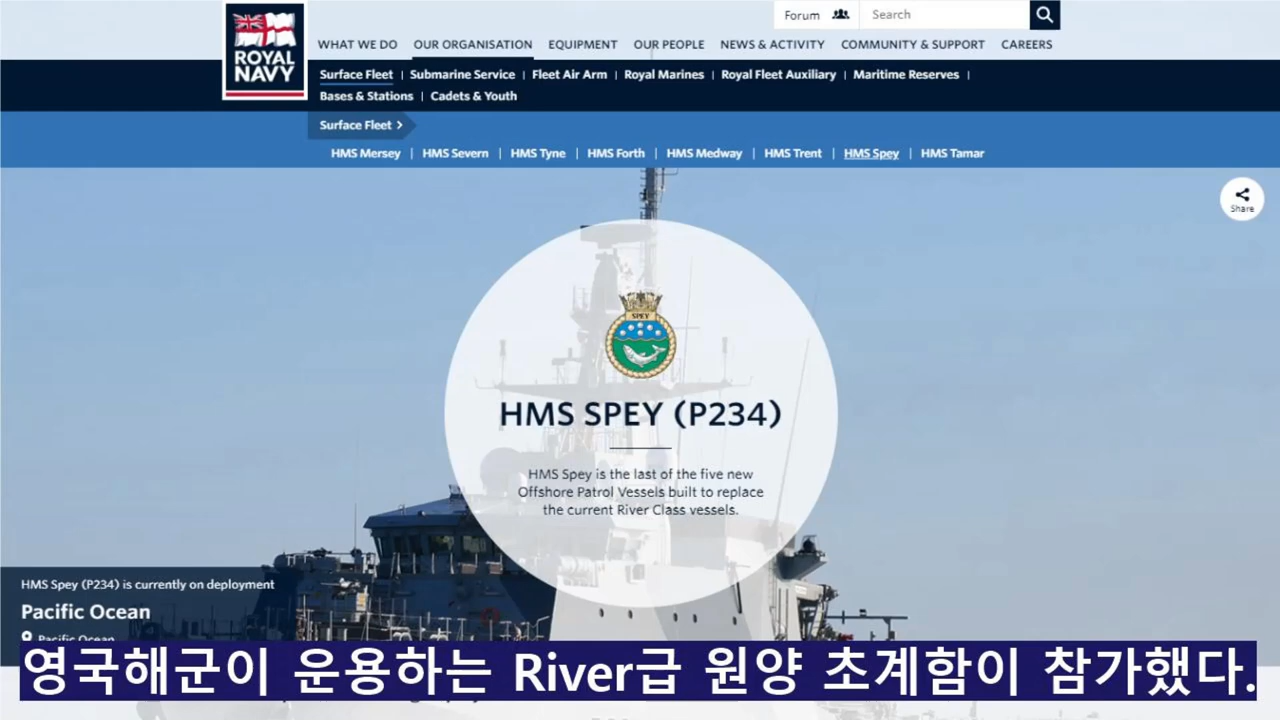 Forum
Search
ROYAL
NAVY
WHAT WE DO OUR ORGANISATION EQUIPMENT OUR PEOPLE NEWS & ACTIVITY COMMUNITY & SUPPORT CAREERS
Surface Fleet | Submarine Service | Fleet Air Arm | Royal Marines | Royal Fleet Auxiliary | Maritime Reserves |
Bases & Stations | Cadets & Youth
Surface Fleet >
HMS Mersey | HMS Severn | HMS Tyne | HMS Forth | HMS Medway | HMS Trent | HMS Spey | HMS Tamar
Share
SPEY
HMS SPEY (P234)
HMS Spey is the last of the five new
Offshore Patrol Vessels built to replace
the current River Class vessels.
HMS Spey (P234) is currently on deployment
Pacific Ocean
Pacific Ocean
영국해군이 운용하는 River급 원양 초계함이 참가했다.